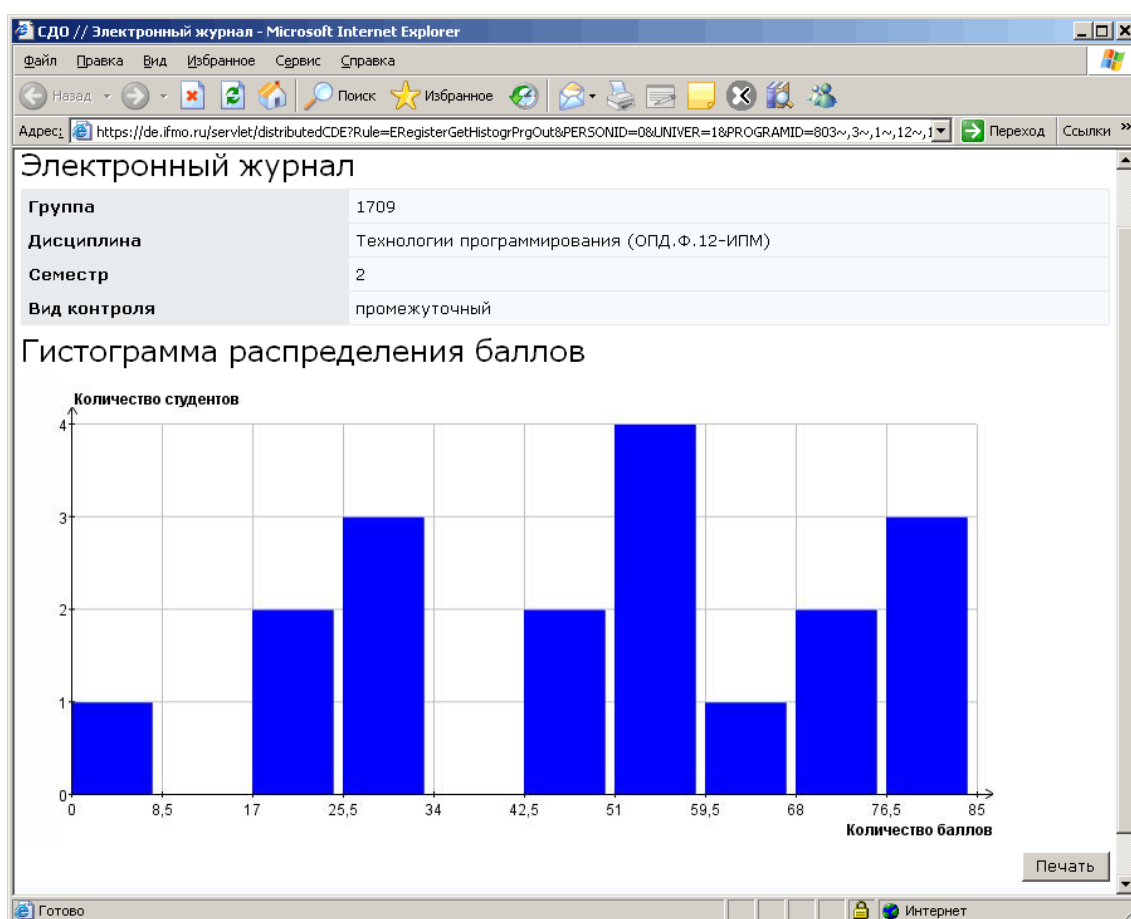 СДО // Электронный журнал - Microsoft Internet Explorer
Файл Правка Вид Избранное Сервис Справка
Назад Поиск Избранное
Адрес: https://de.ifmo.ru/servlet/distributedCDE?Rule=ERegisterGetHistogrPrgOut&PERSONID=0&UNIVER=1&PROGRAMID=803~,3~,1~,12~,1 Переход Ссылки »
Электронный журнал
Группа 1709
Дисциплина Технологии программирования (ОПД.Ф.12-ИПМ)
Семестр 2
Вид контроля промежуточный
Гистограмма распределения баллов
Количество студентов
4
3
2
1
0
0 8,5 17 25,5 34 42,5 51 59,5 68 76,5 85
Количество баллов
Печать
Готово Интернет